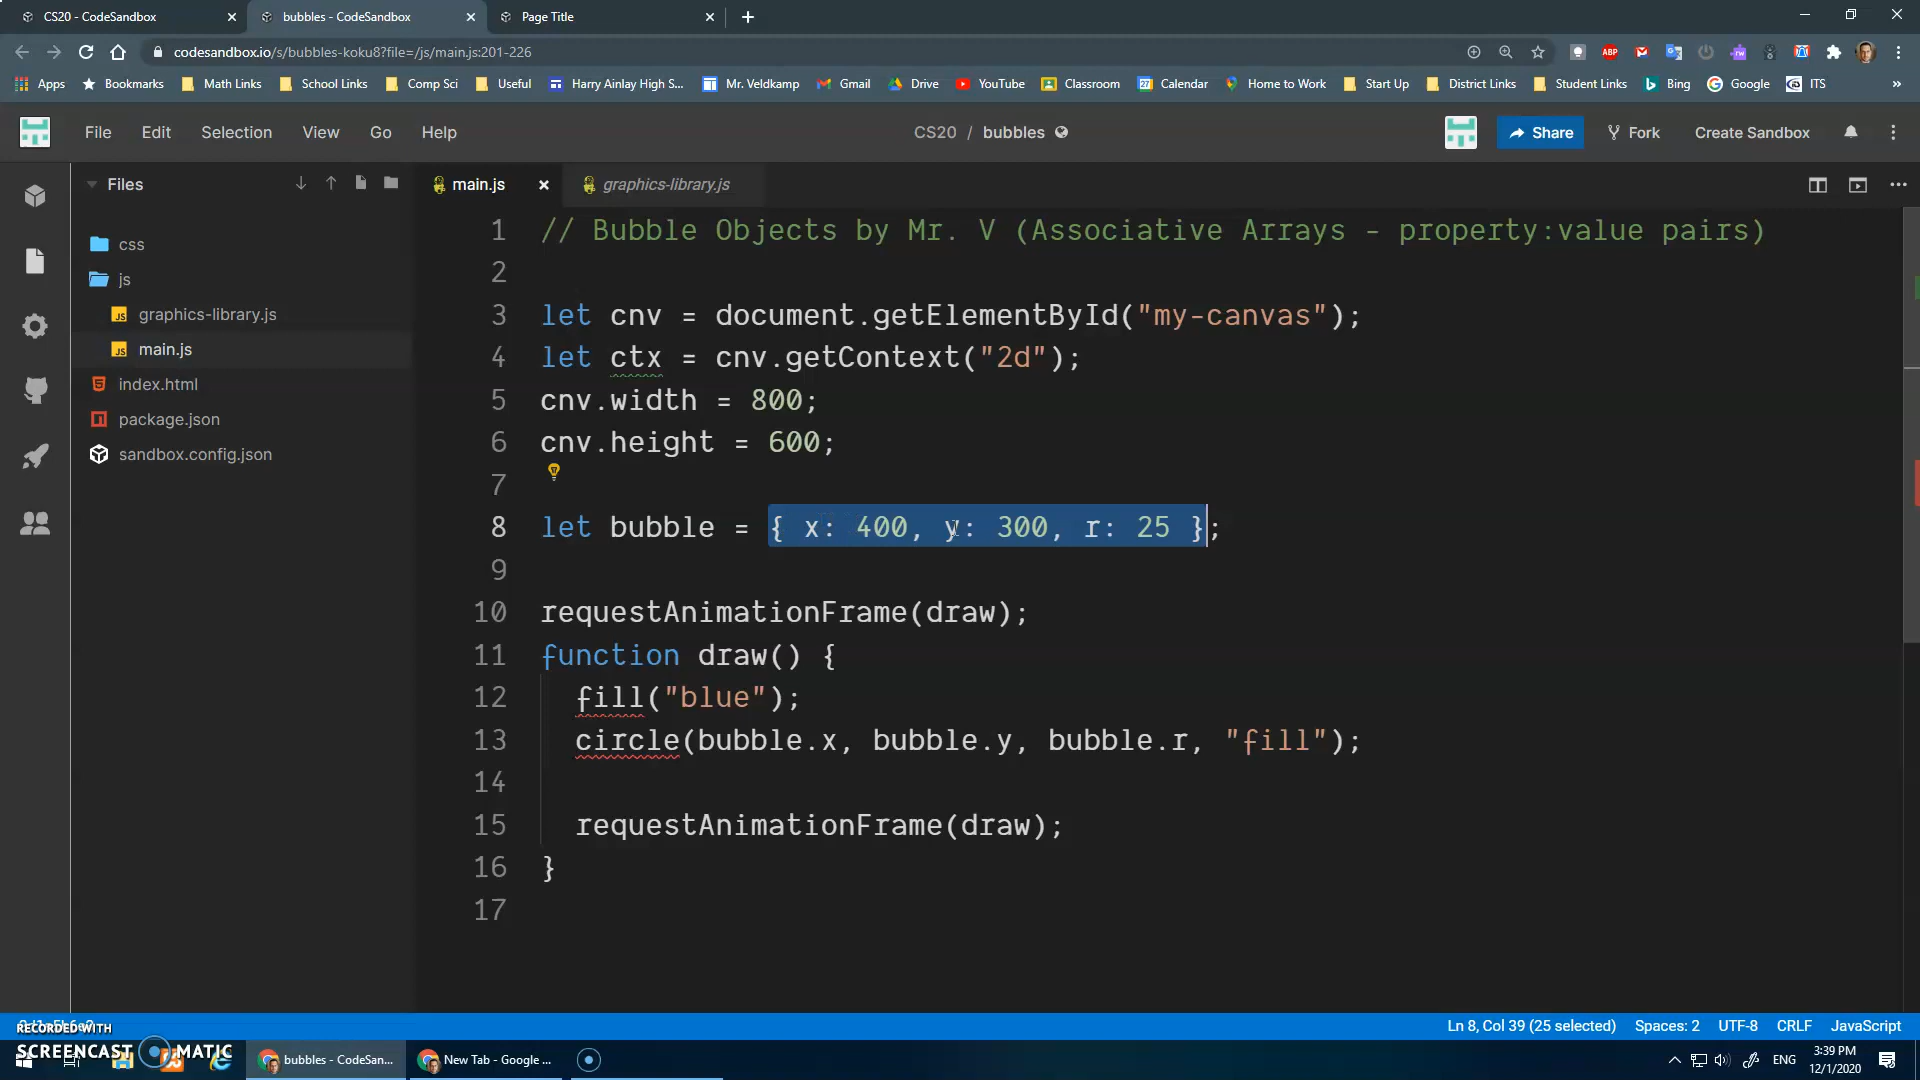 CS20 - CodeSandbox
bubbles - CodeSandbox
Page Title
codesandbox.io/s/bubbles-koku8?file=/js/main.js:201-226
ABP
Apps
Bookmarks
Math Links
School Links
Comp Sci
Useful
Harry Ainlay High S...
Mr. Veldkamp
Gmail
Drive
YouTube
Classroom
Calendar
Home to Work
Start Up
District Links
Student Links
Bing
Google
ITS
File Edit Selection View Go Help
CS20 / bubbles
Share
Fork
Create Sandbox
Files
main.js
graphics-library.js
css
js
graphics-library.js
main.js
index.html
package.json
sandbox.config.json
1 // Bubble Objects by Mr. V (Associative Arrays - property:value pairs)
2
3 let cnv = document.getElementById("my-canvas");
4 let ctx = cnv.getContext("2d");
5 cnv.width = 800;
6 cnv.height = 600;
7
8 let bubble = { x: 400, y: 300, r: 25 };
9
10 requestAnimationFrame(draw);
11 function draw() {
12 fill("blue");
13 circle(bubble.x, bubble.y, bubble.r, "fill");
14
15 requestAnimationFrame(draw);
16 }
17
Ln 8, Col 39 (25 selected)
Spaces: 2
UTF-8
CRLF
JavaScript
RECORDED WITH
SCREENCAST MATIC
bubbles - CodeSan...
New Tab - Google ...
ENG
3:39 PM
12/1/2020